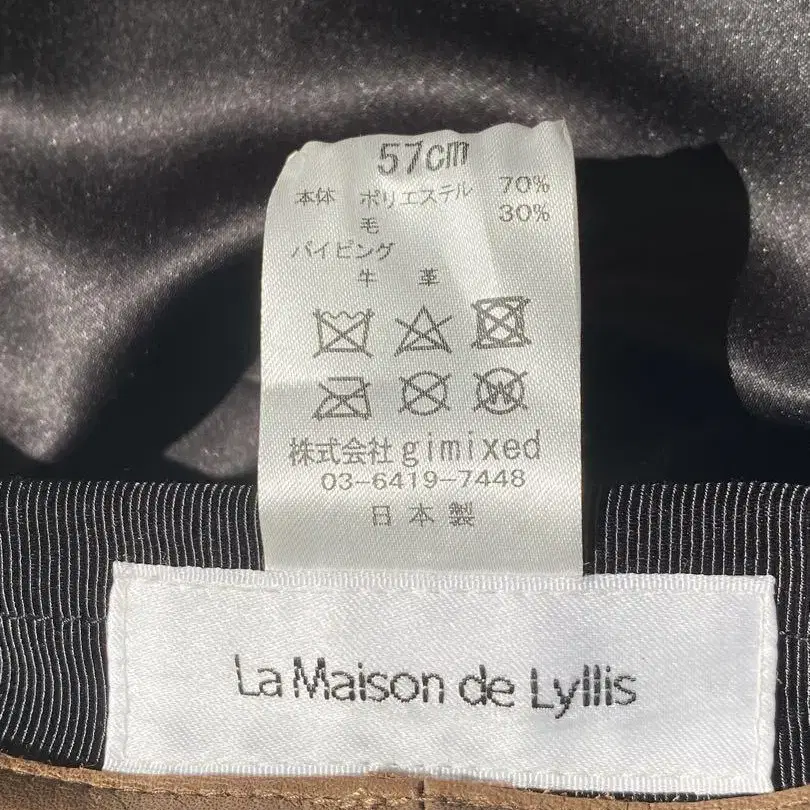 57cm
本体 ポリエステル 70%
毛 30%
パイピング
牛革
株式会社gimixed
03-6419-7448
日本製
La Maison de Lyllis